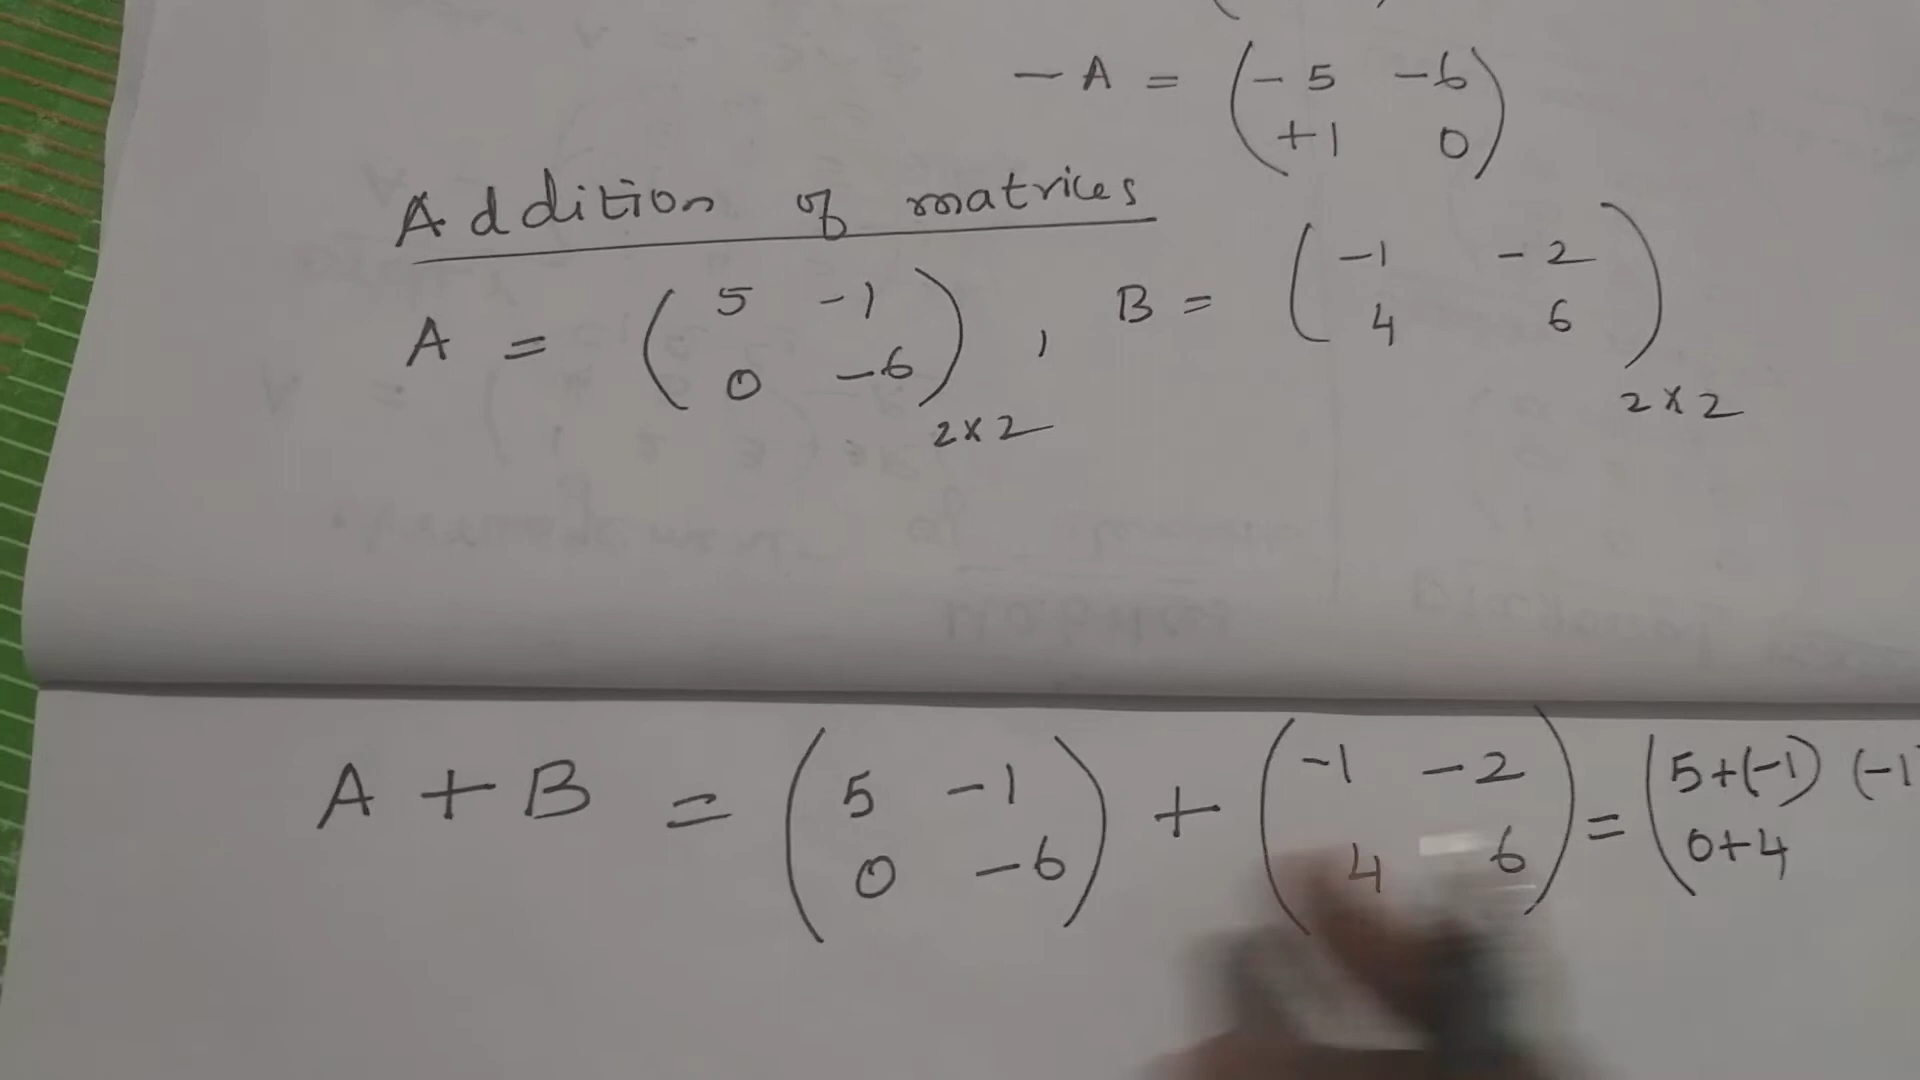 - A = ( - 5 - 6
+1 0 )
Addition of matrices
A = ( 5 -1
0 -6 ) 2×2 , B = ( -1 -2
4 6 ) 2×2
A + B = ( 5 -1
0 -6 ) + ( -1 -2
4 6 ) = ( 5+(-1) (-1
0+4